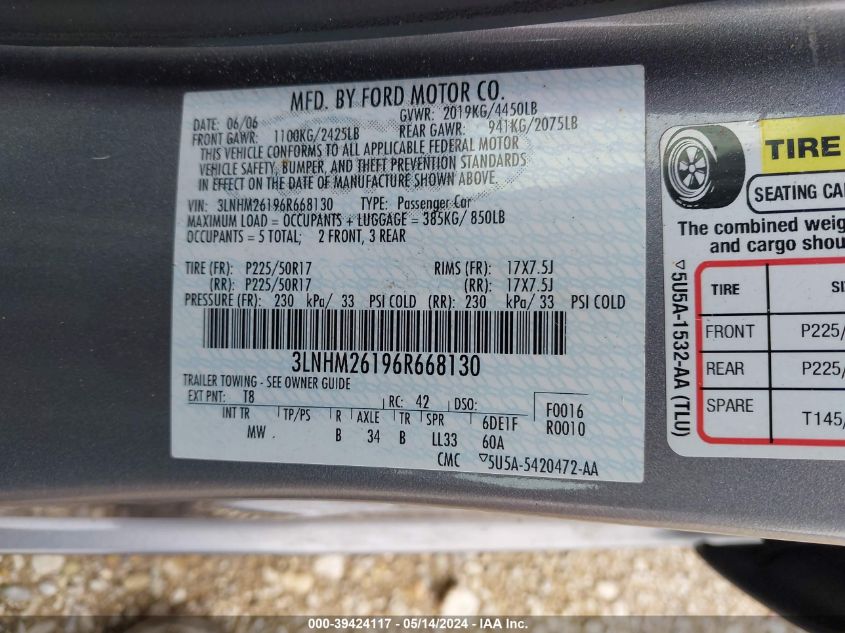 MFD. BY FORD MOTOR CO.
DATE: 06/06 GVWR: 2019KG/4450LB
FRONT GAWR: 1100KG/2425LB REAR GAWR: 941KG/2075LB
THIS VEHICLE CONFORMS TO ALL APPLICABLE FEDERAL MOTOR
VEHICLE SAFETY, BUMPER, AND THEFT PREVENTION STANDARDS
IN EFFECT ON THE DATE OF MANUFACTURE SHOWN ABOVE.
VIN: 3LNHM26196R668130 TYPE: Passenger Car
MAXIMUM LOAD = OCCUPANTS + LUGGAGE = 385KG/ 850LB
OCCUPANTS = 5 TOTAL; 2 FRONT, 3 REAR
TIRE (FR): P225/50R17 RIMS (FR): 17X7.5J
(RR): P225/50R17 (RR): 17X7.5J
PRESSURE (FR): 230 kPa/ 33 PSI COLD (RR): 230 kPa/ 33 PSI COLD
3LNHM26196R668130
TRAILER TOWING - SEE OWNER GUIDE
EXT PNT: T8 RC: 42 DSO: F0016
INT TR TP/PS R AXLE TR SPR 6DE1F R0010
MW B 34 B LL33 60A
CMC ▽5U5A-5420472-AA
TIRE
SEATING CA
The combined weig
and cargo shou
TIRE SI
FRONT P225/
REAR P225/
SPARE T145/
▽5U5A-1532-AA (TLU)
000-39424117 - 05/14/2024 - IAA Inc.